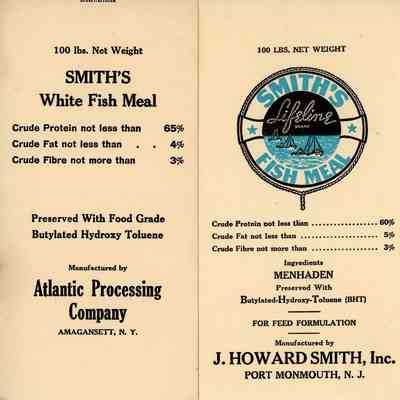 100 lbs. Net Weight
SMITH'S
White Fish Meal
Crude Protein not less than 65%
Crude Fat not less than . . 4%
Crude Fibre not more than 3%
Preserved With Food Grade
Butylated Hydroxy Toluene
Manufactured by
Atlantic Processing
Company
AMAGANSETT, N. Y.
100 LBS. NET WEIGHT
SMITH'S
Lifeline
BRAND
FISH MEAL
Crude Protein not less than ........................ 60%
Crude Fat not less than ........................ 5%
Crude Fibre not more than ........................ 3%
Ingredients
MENHADEN
Preserved With
Butylated-Hydroxy-Toluene (BHT)
FOR FEED FORMULATION
Manufactured by
J. HOWARD SMITH, Inc.
PORT MONMOUTH, N. J.